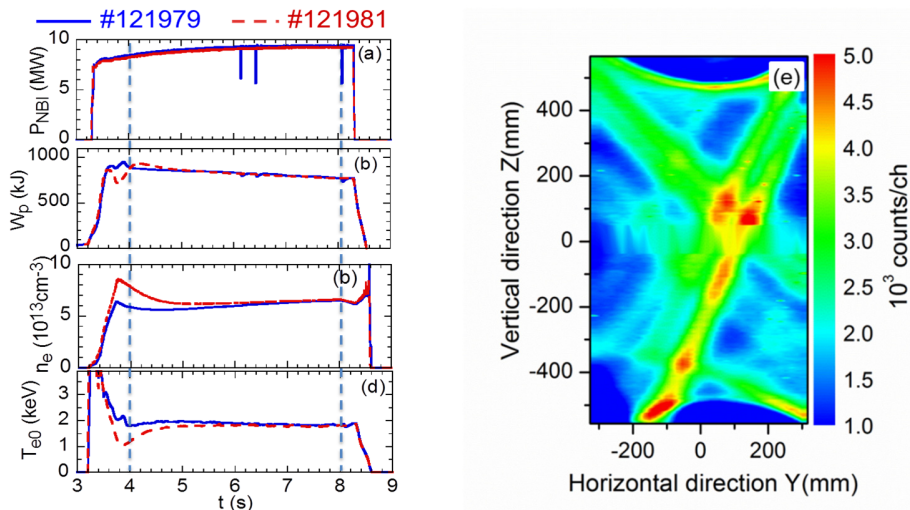 #121979 #121981
(a)
P_NBI (MW)
10
5
0
(b)
W_p (kJ)
1000
500
0
(b)
n_e (10^13cm^-3)
10
5
0
(d)
T_e0 (keV)
4
3
2
1
0
3 4 5 6 7 8 9
t (s)
(e)
Vertical direction Z(mm)
400
200
0
-200
-400
-200 0 200
Horizontal direction Y(mm)
5.0
4.5
4.0
3.5
3.0
2.5
2.0
1.5
1.0
10^3 counts/ch